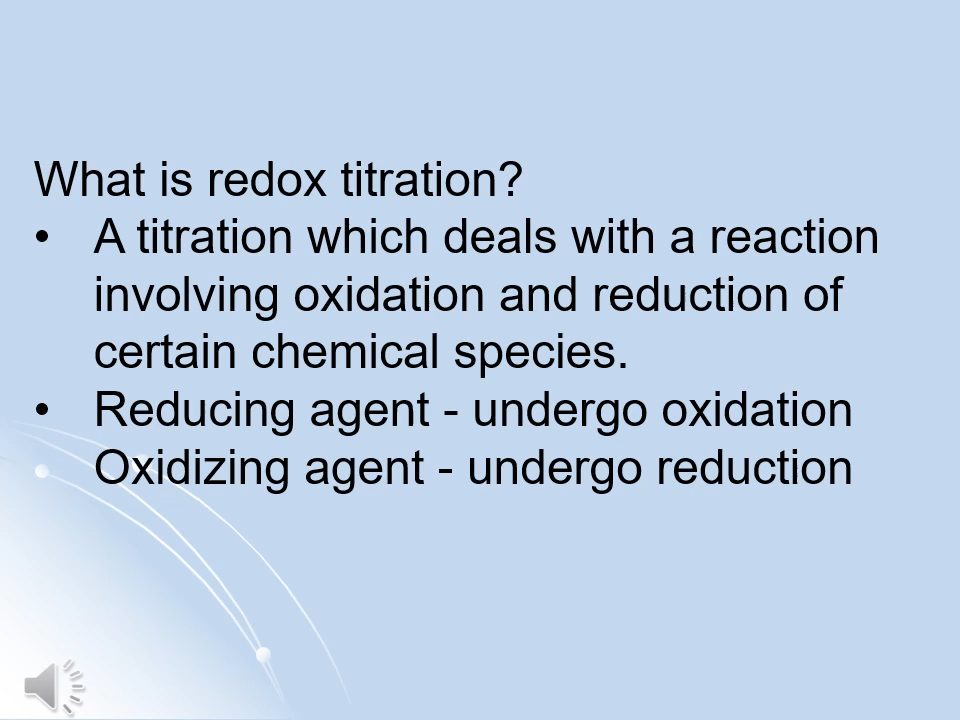 What is redox titration?
• A titration which deals with a reaction
involving oxidation and reduction of
certain chemical species.
• Reducing agent - undergo oxidation
Oxidizing agent - undergo reduction